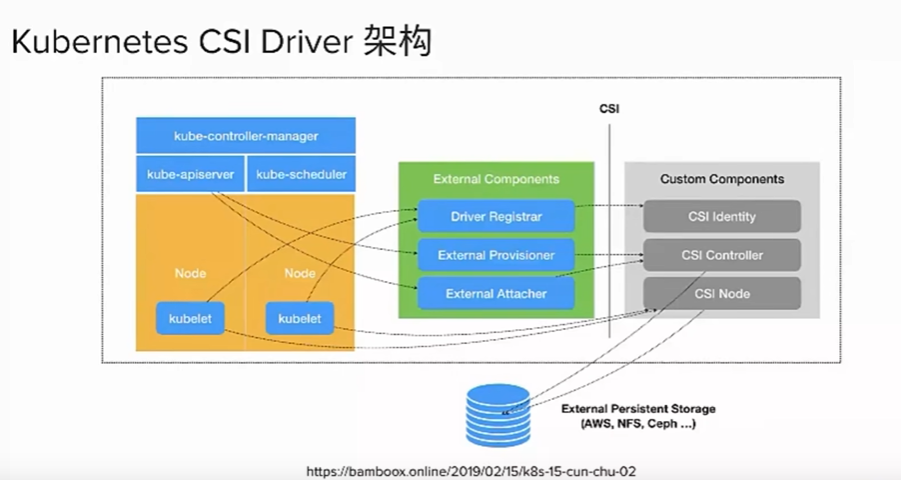 Kubernetes CSI Driver 架构
CSI
kube-controller-manager
kube-apiserver
kube-scheduler
External Components
Custom Components
Driver Registrar
CSI Identity
External Provisioner
CSI Controller
External Attacher
CSI Node
Node
Node
kubelet
kubelet
External Persistent Storage
(AWS, NFS, Ceph ...)
https://bamboox.online/2019/02/15/k8s-15-cun-chu-02